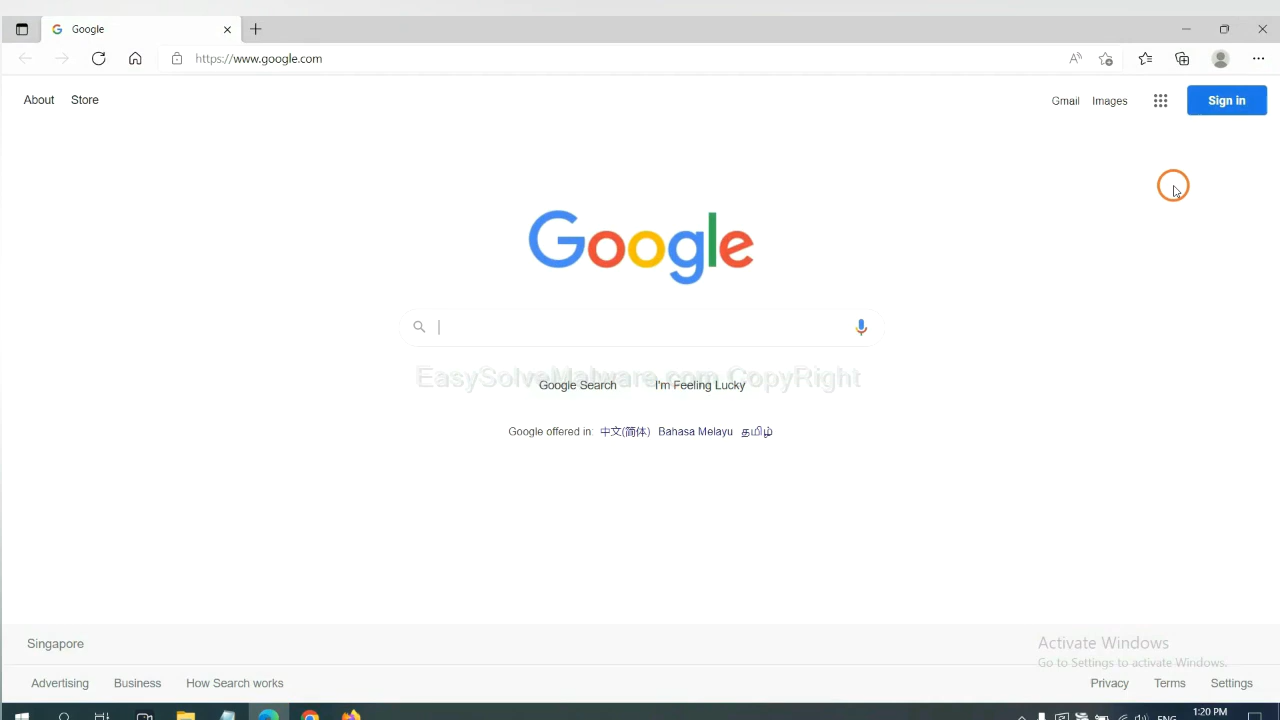 Google
https://www.google.com
About Store
Gmail Images Sign in
Google
EasySolveMalware.com CopyRight
Google Search I'm Feeling Lucky
Google offered in: 中文(简体) Bahasa Melayu தமிழ்
Singapore
Activate Windows
Go to Settings to activate Windows.
Advertising Business How Search works
Privacy Terms Settings
ENG 1:20 PM